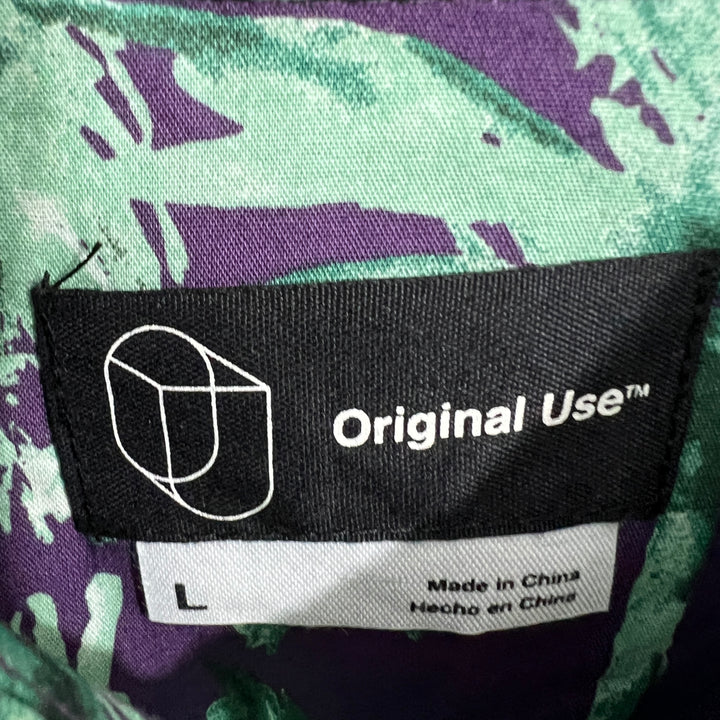 Original Use™
L
Made in China
Hecho en China